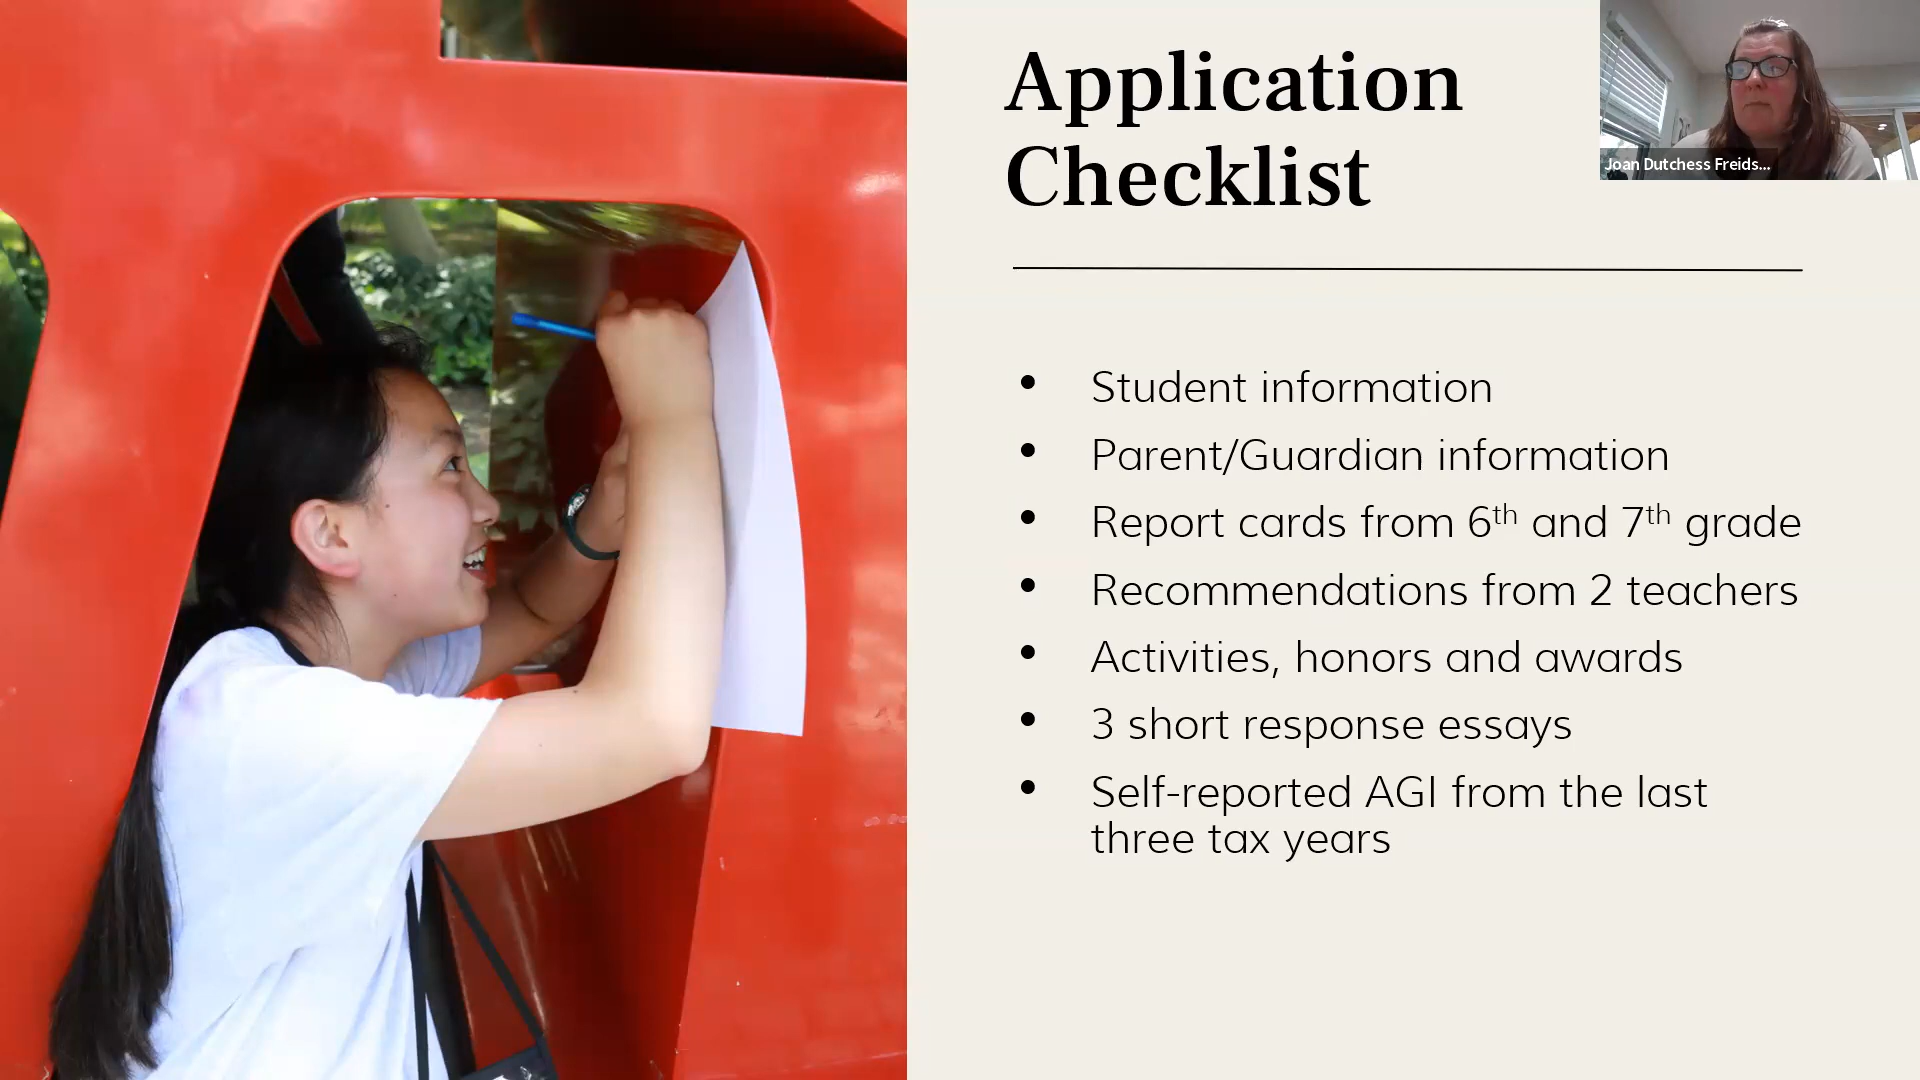 Application
Checklist
Joan Dutchess Freids...
• Student information
• Parent/Guardian information
• Report cards from 6th and 7th grade
• Recommendations from 2 teachers
• Activities, honors and awards
• 3 short response essays
• Self-reported AGI from the last
three tax years